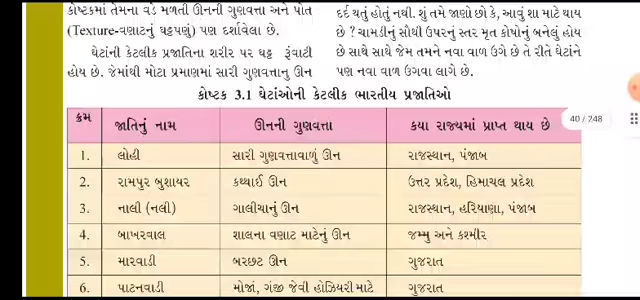 કોષ્ટકમાં તેમના વડે મળતી ઊનની ગુણવત્તા અને પોત
(Texture-વણાટનું ઘટ્ટપણું) પણ દર્શાવેલા છે.
ઘેટાંની કેટલીક પ્રજાતિના શરીર પર ઘટ્ટ રૂંવાટી
હોય છે. જેમાંથી મોટા પ્રમાણમાં સારી ગુણવત્તાનુ ઊન
દર્દ થતું હોતું નથી. શું તમે જાણો છો કે, આવું શા માટે થાય
છે ? ચામડીનું સૌથી ઉપરનું સ્તર મૃત કોષોનું બનેલું હોય
છે સાથે સાથે જેમ તમને નવા વાળ ઉગે છે તે રીતે ઘેટાંને
પણ નવા વાળ ઉગવા લાગે છે.
કોષ્ટક 3.1 ઘેટાંઓની કેટલીક ભારતીય પ્રજાતિઓ
ક્રમ જાતિનું નામ ઊનની ગુણવત્તા કયા રાજ્યમાં પ્રાપ્ત થાય છે
40 / 248
1. લોહી સારી ગુણવત્તાવાળું ઊન રાજસ્થાન, પંજાબ
2. રામપુર બુશાયર કથ્થાઈ ઊન ઉત્તર પ્રદેશ, હિમાચલ પ્રદેશ
3. નાલી (નલી) ગાલીચાનું ઊન રાજસ્થાન, હરિયાણા, પંજાબ
4. બાખરવાલ શાલના વણાટ માટેનું ઊન જમ્મુ અને કશ્મીર
5. મારવાડી બરછટ ઊન ગુજરાત
6. પાટનવાડી મોજાં, ગંજી જેવી હોઝિયરી માટે ગુજરાત